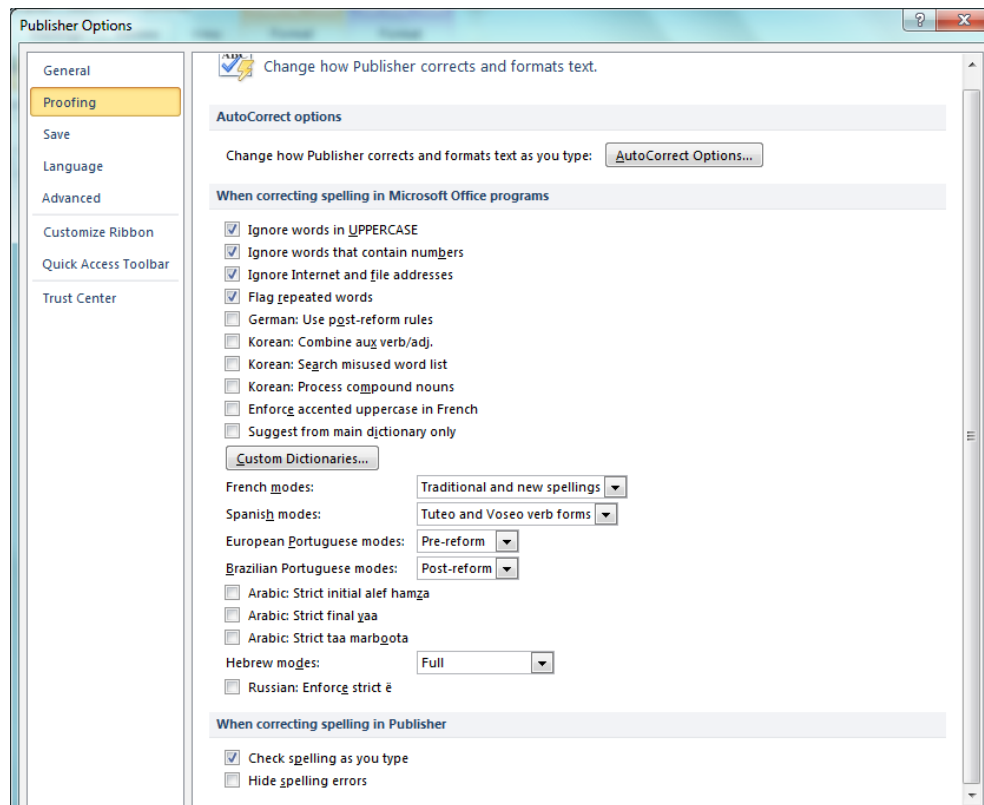 Publisher Options
General
Proofing
Save
Language
Advanced
Customize Ribbon
Quick Access Toolbar
Trust Center
Change how Publisher corrects and formats text.
AutoCorrect options
Change how Publisher corrects and formats text as you type: AutoCorrect Options...
When correcting spelling in Microsoft Office programs
Ignore words in UPPERCASE
Ignore words that contain numbers
Ignore Internet and file addresses
Flag repeated words
German: Use post-reform rules
Korean: Combine aux verb/adj.
Korean: Search misused word list
Korean: Process compound nouns
Enforce accented uppercase in French
Suggest from main dictionary only
Custom Dictionaries...
French modes: Traditional and new spellings
Spanish modes: Tuteo and Voseo verb forms
European Portuguese modes: Pre-reform
Brazilian Portuguese modes: Post-reform
Arabic: Strict initial alef hamza
Arabic: Strict final yaa
Arabic: Strict taa marboota
Hebrew modes: Full
Russian: Enforce strict ë
When correcting spelling in Publisher
Check spelling as you type
Hide spelling errors